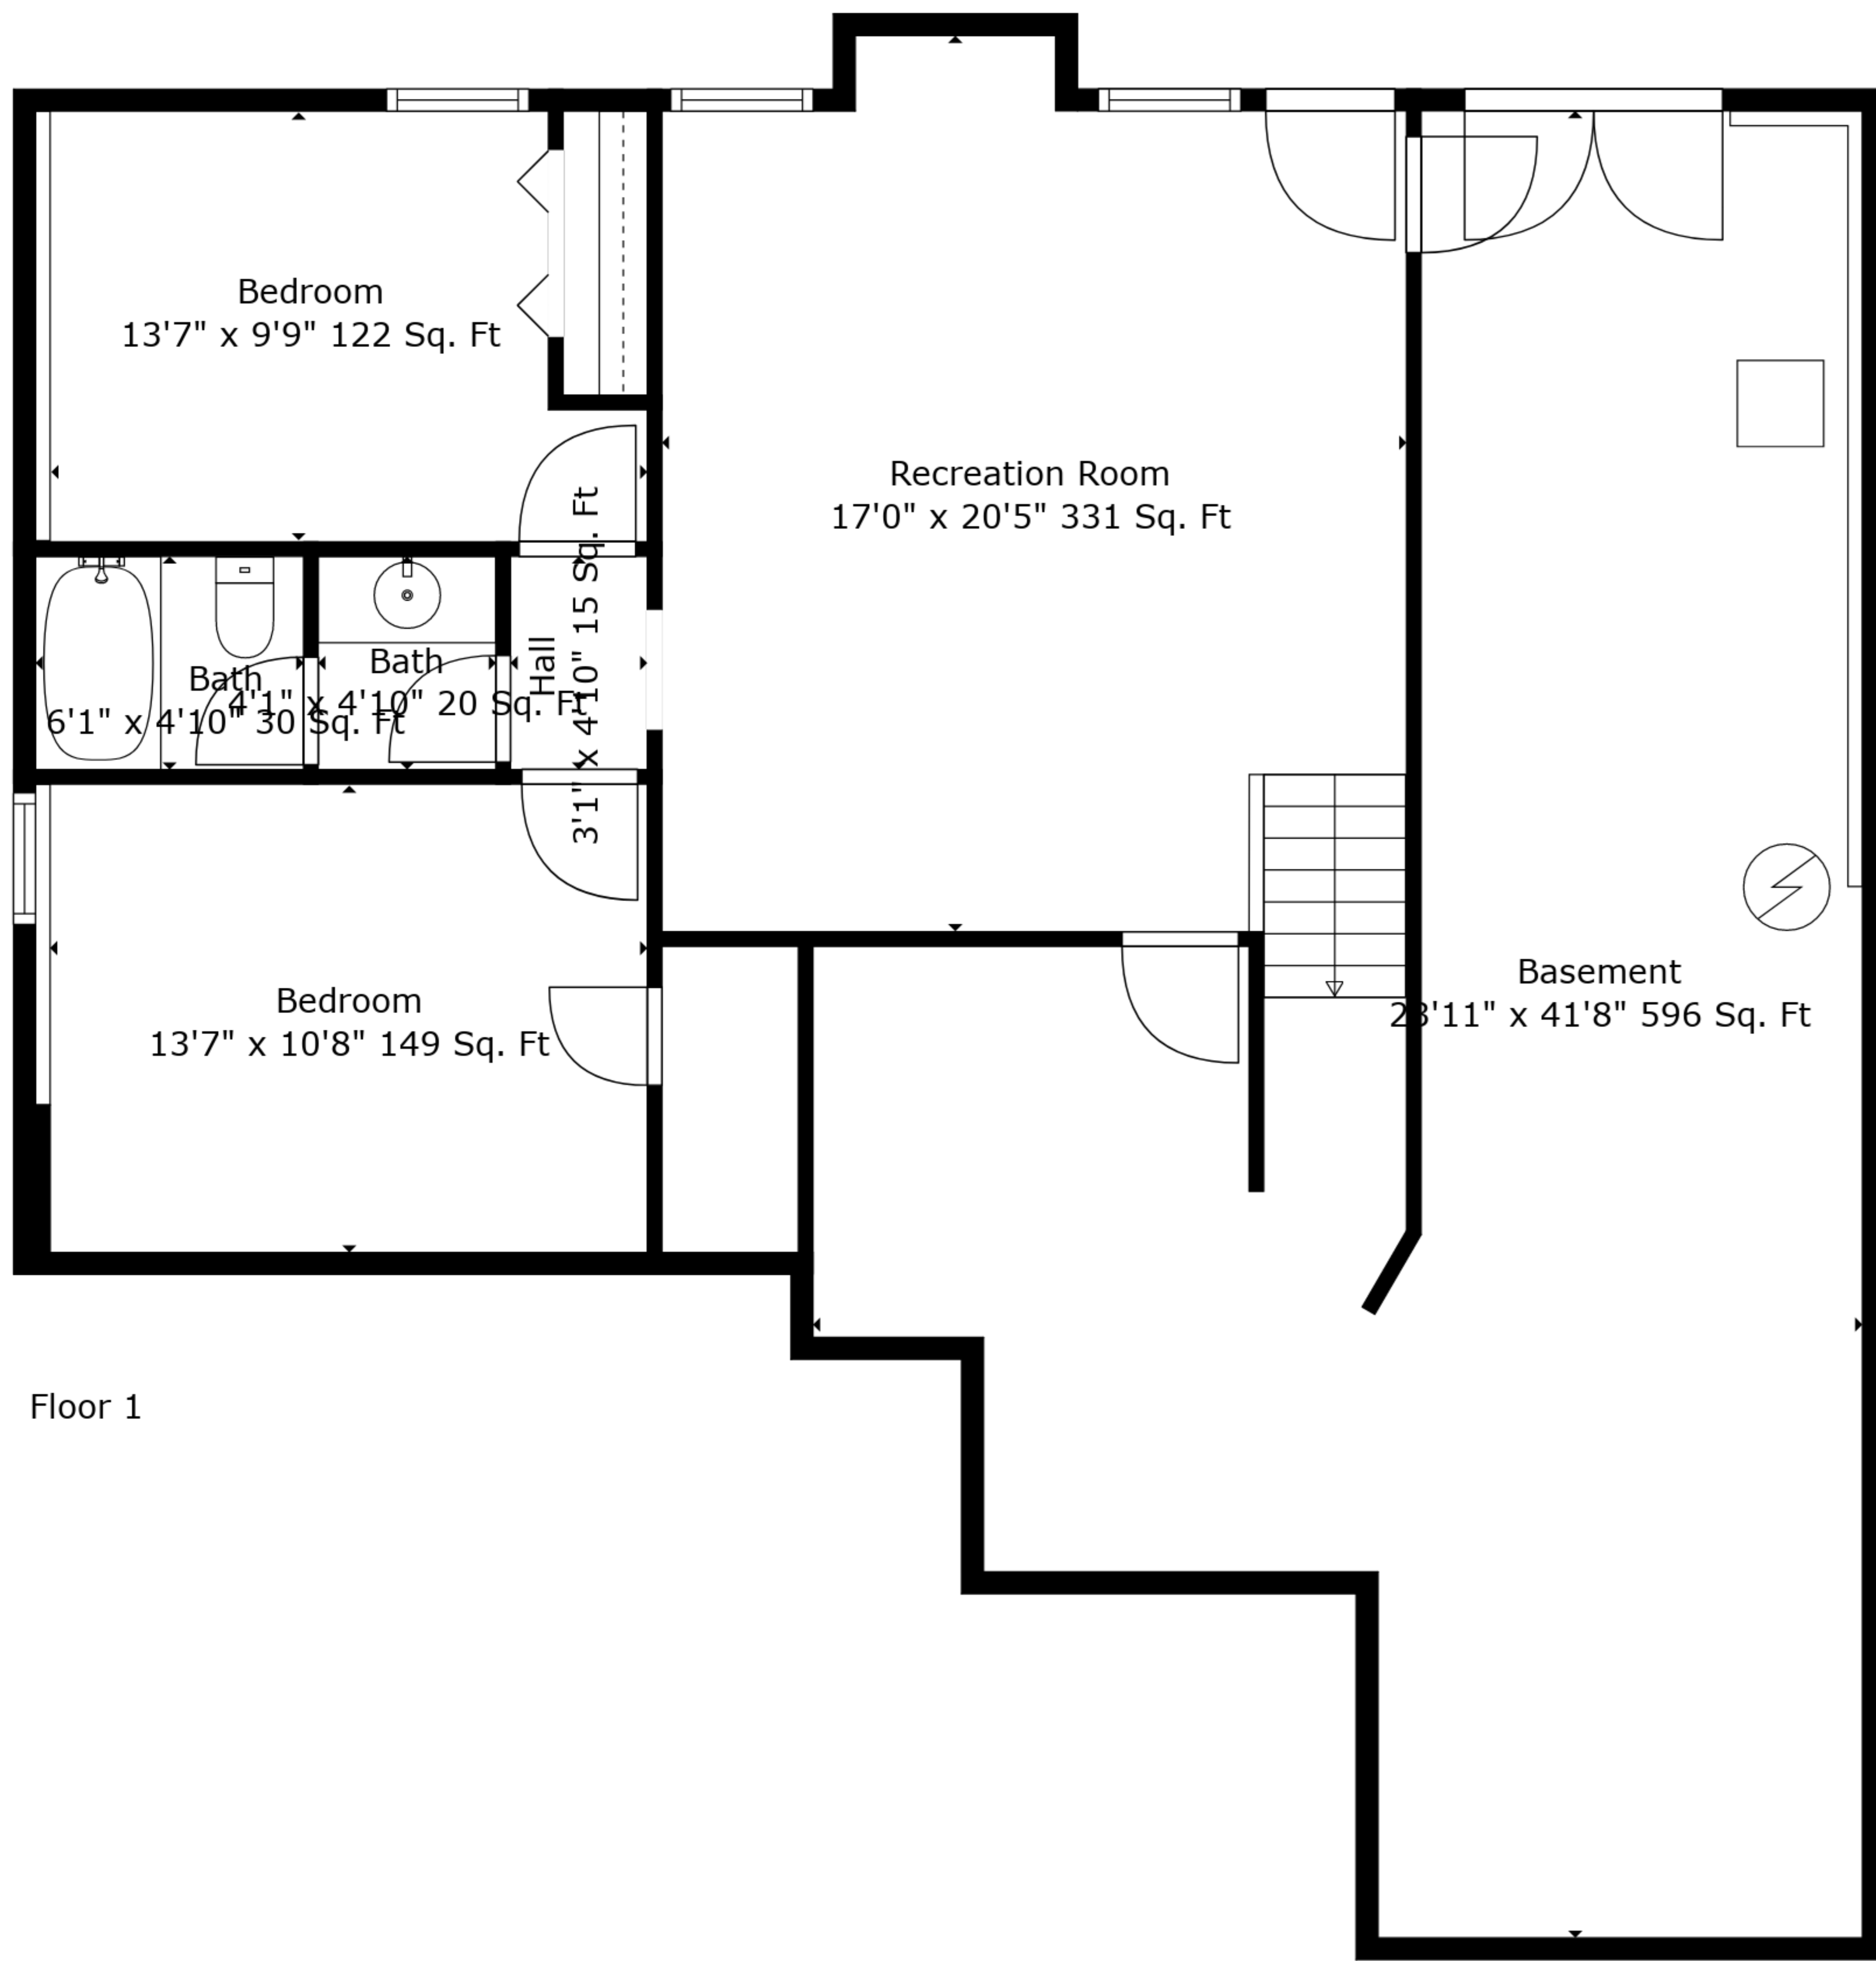 Bedroom
13'7" x 9'9" 122 Sq. Ft
Recreation Room
17'0" x 20'5" 331 Sq. Ft
Bath
6'1" x 4'10" 30 Sq. Ft
Bath
4'1" x 4'10" 20 Sq. Ft
Hall
3'1" x 4'10" 15 Sq. Ft
Bedroom
13'7" x 10'8" 149 Sq. Ft
Basement
23'11" x 41'8" 596 Sq. Ft
Floor 1